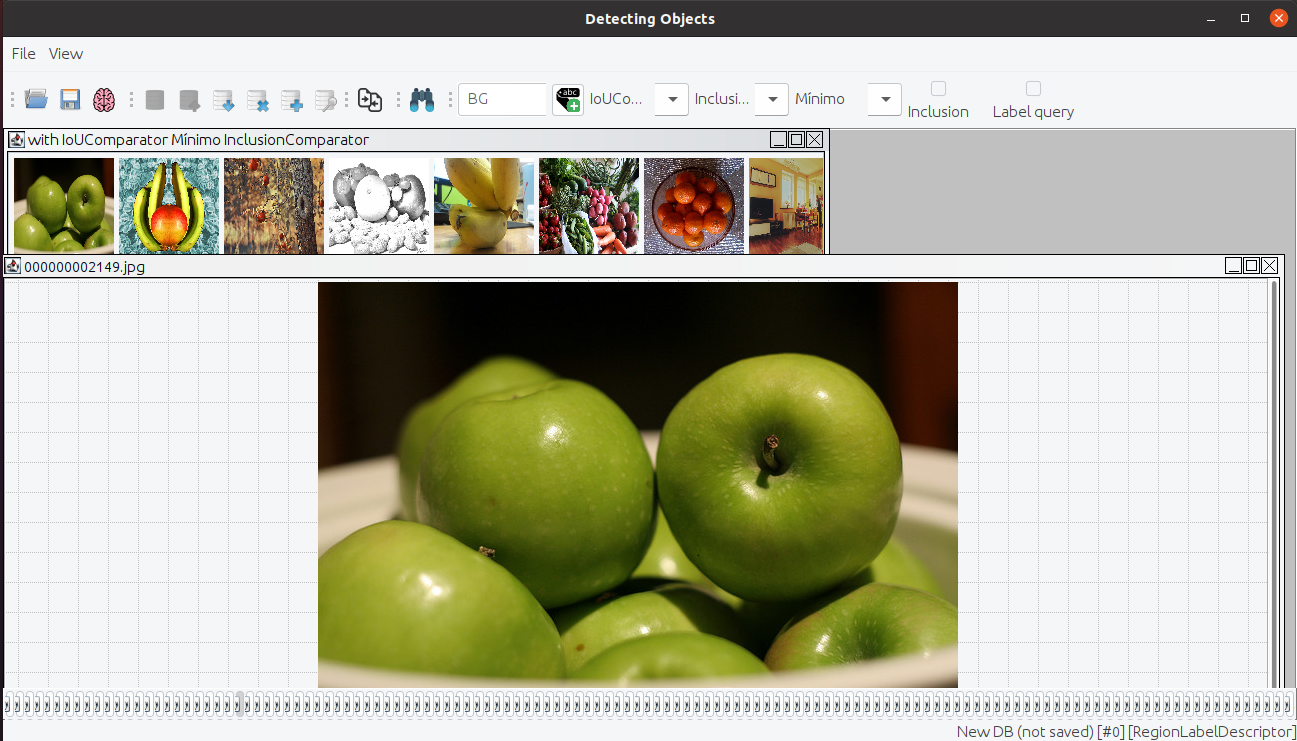 Detecting Objects
File View
BG
abc
IoUCo...
Inclusi...
Mínimo
Inclusion
Label query
with IoUComparator Mínimo InclusionComparator
000000002149.jpg
New DB (not saved) [#0] [RegionLabelDescriptor]